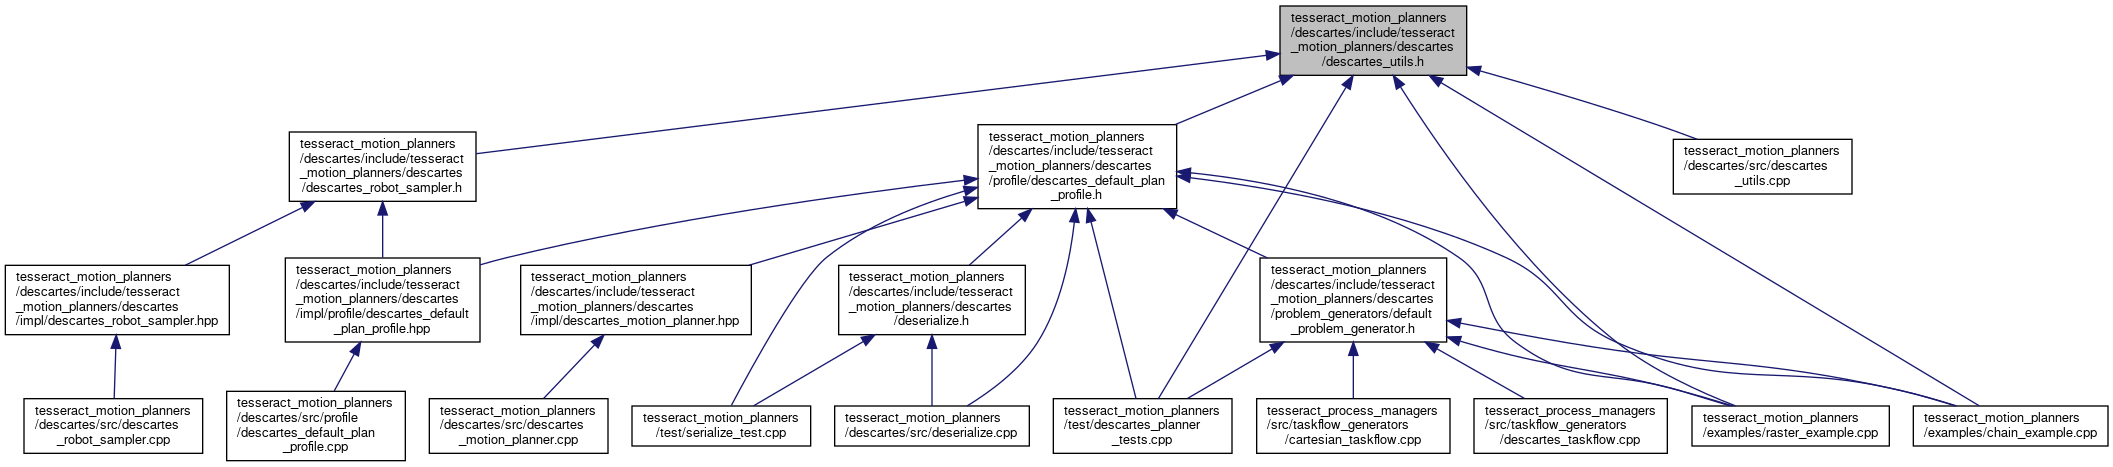 tesseract_motion_planners
/descartes/include/tesseract
_motion_planners/descartes
/descartes_utils.h
tesseract_motion_planners
/descartes/include/tesseract
_motion_planners/descartes
/descartes_robot_sampler.h
tesseract_motion_planners
/descartes/include/tesseract
_motion_planners/descartes
/profile/descartes_default_plan
_profile.h
tesseract_motion_planners
/descartes/src/descartes
_utils.cpp
tesseract_motion_planners
/descartes/include/tesseract
_motion_planners/descartes
/impl/descartes_robot_sampler.hpp
tesseract_motion_planners
/descartes/include/tesseract
_motion_planners/descartes
/impl/profile/descartes_default
_plan_profile.hpp
tesseract_motion_planners
/descartes/include/tesseract
_motion_planners/descartes
/impl/descartes_motion_planner.hpp
tesseract_motion_planners
/descartes/include/tesseract
_motion_planners/descartes
/deserialize.h
tesseract_motion_planners
/descartes/include/tesseract
_motion_planners/descartes
/problem_generators/default
_problem_generator.h
tesseract_motion_planners
/descartes/src/descartes
_robot_sampler.cpp
tesseract_motion_planners
/descartes/src/profile
/descartes_default_plan
_profile.cpp
tesseract_motion_planners
/descartes/src/descartes
_motion_planner.cpp
tesseract_motion_planners
/test/serialize_test.cpp
tesseract_motion_planners
/descartes/src/deserialize.cpp
tesseract_motion_planners
/test/descartes_planner
_tests.cpp
tesseract_process_managers
/src/taskflow_generators
/cartesian_taskflow.cpp
tesseract_process_managers
/src/taskflow_generators
/descartes_taskflow.cpp
tesseract_motion_planners
/examples/raster_example.cpp
tesseract_motion_planners
/examples/chain_example.cpp